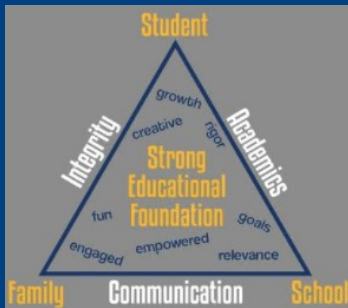 Student
growth
creative
rigor
Integrity
Academics
Strong
Educational
Foundation
fun
goals
engaged
empowered
relevance
Family
Communication
School